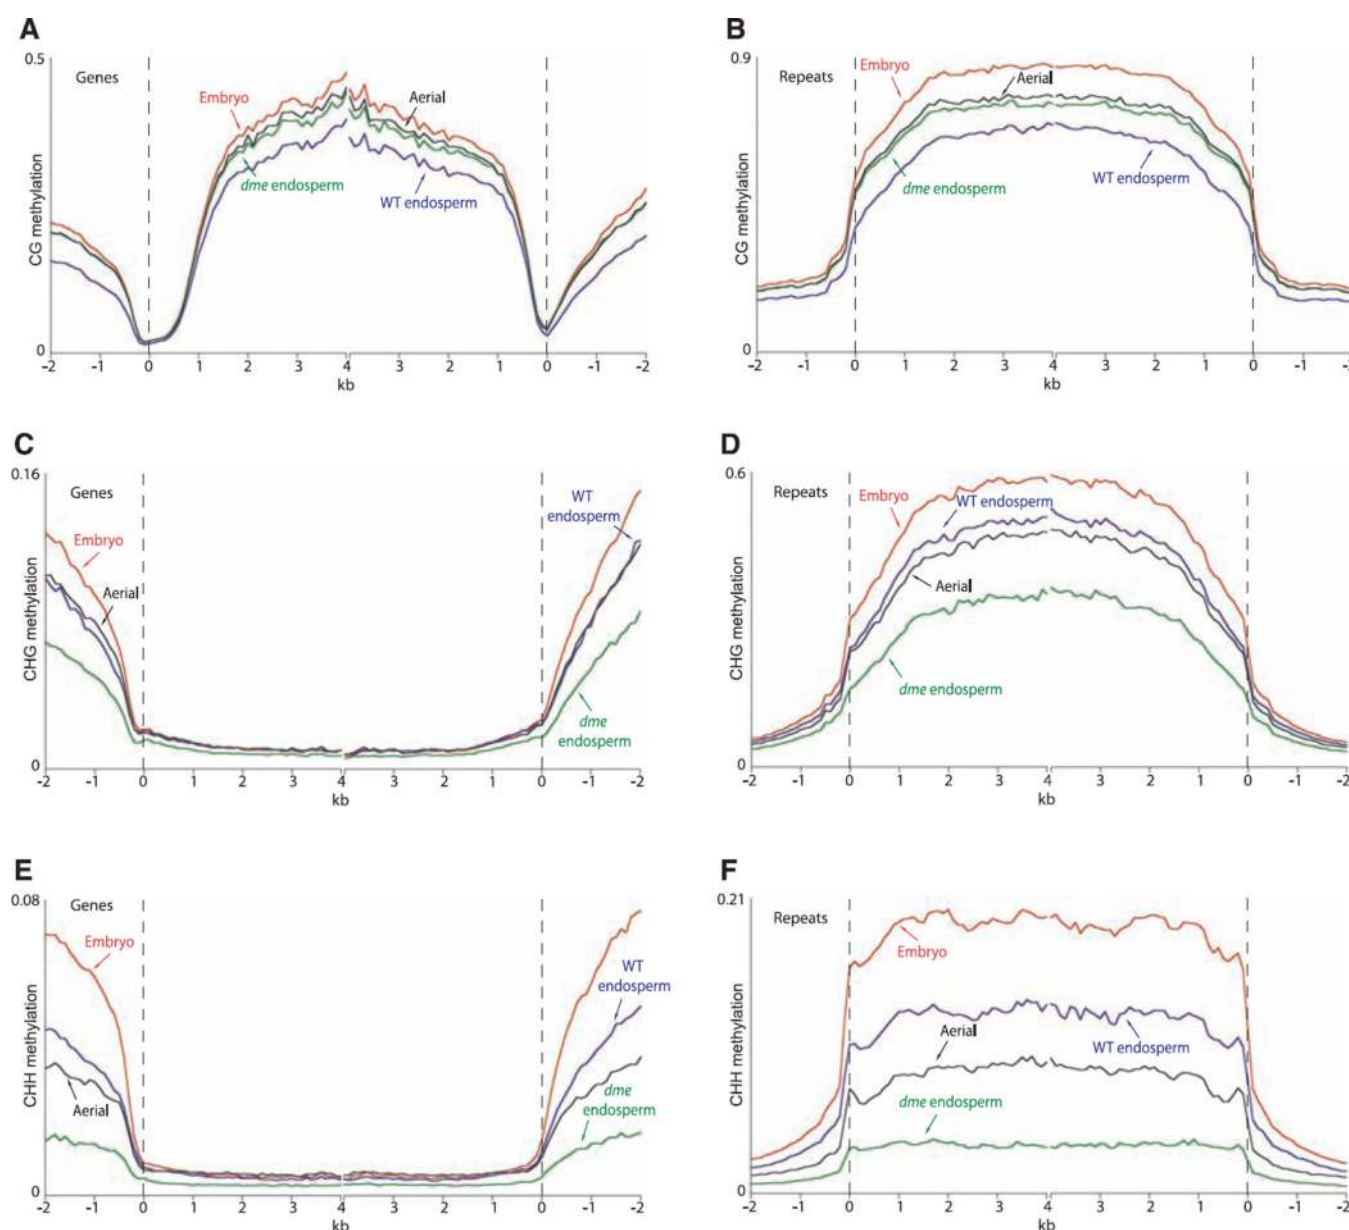 A
0.5
Genes
Embryo
Aerial
dme endosperm
WT endosperm
CG methylation
0
-2 -1 0 1 2 3 4 3 2 1 0 -1 -2
kb
B
0.9
Repeats
Embryo
Aerial
dme endosperm
WT endosperm
CG methylation
0
-2 -1 0 1 2 3 4 3 2 1 0 -1 -2
kb
C
0.16
Genes
WT
endosperm
Embryo
Aerial
dme
endosperm
CHG methylation
0
-2 -1 0 1 2 3 4 3 2 1 0 -1 -2
kb
D
0.6
Repeats
Embryo
WT endosperm
Aerial
dme endosperm
CHG methylation
0
-2 -1 0 1 2 3 4 3 2 1 0 -1 -2
kb
E
0.08
Genes
Embryo
WT
endosperm
Aerial
dme
endosperm
CHH methylation
0
-2 -1 0 1 2 3 4 3 2 1 0 -1 -2
kb
F
0.21
Repeats
Embryo
Aerial
WT endosperm
dme endosperm
CHH methylation
0
-2 -1 0 1 2 3 4 3 2 1 0 -1 -2
kb